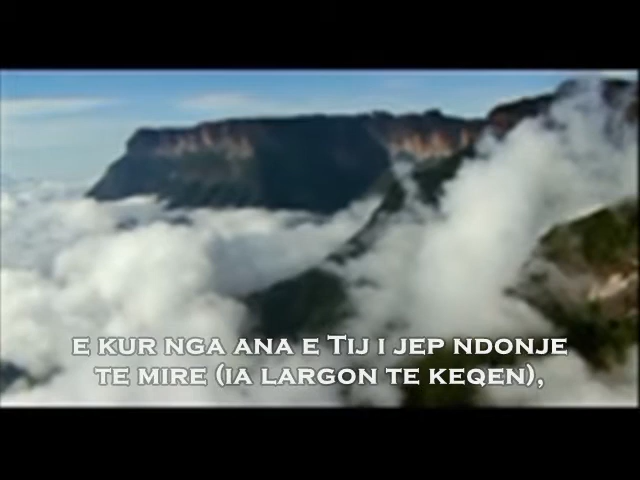 E KUR NGA ANA E TIJ I JEP NDONJE
TE MIRE (IA LARGON TE KEQEN),